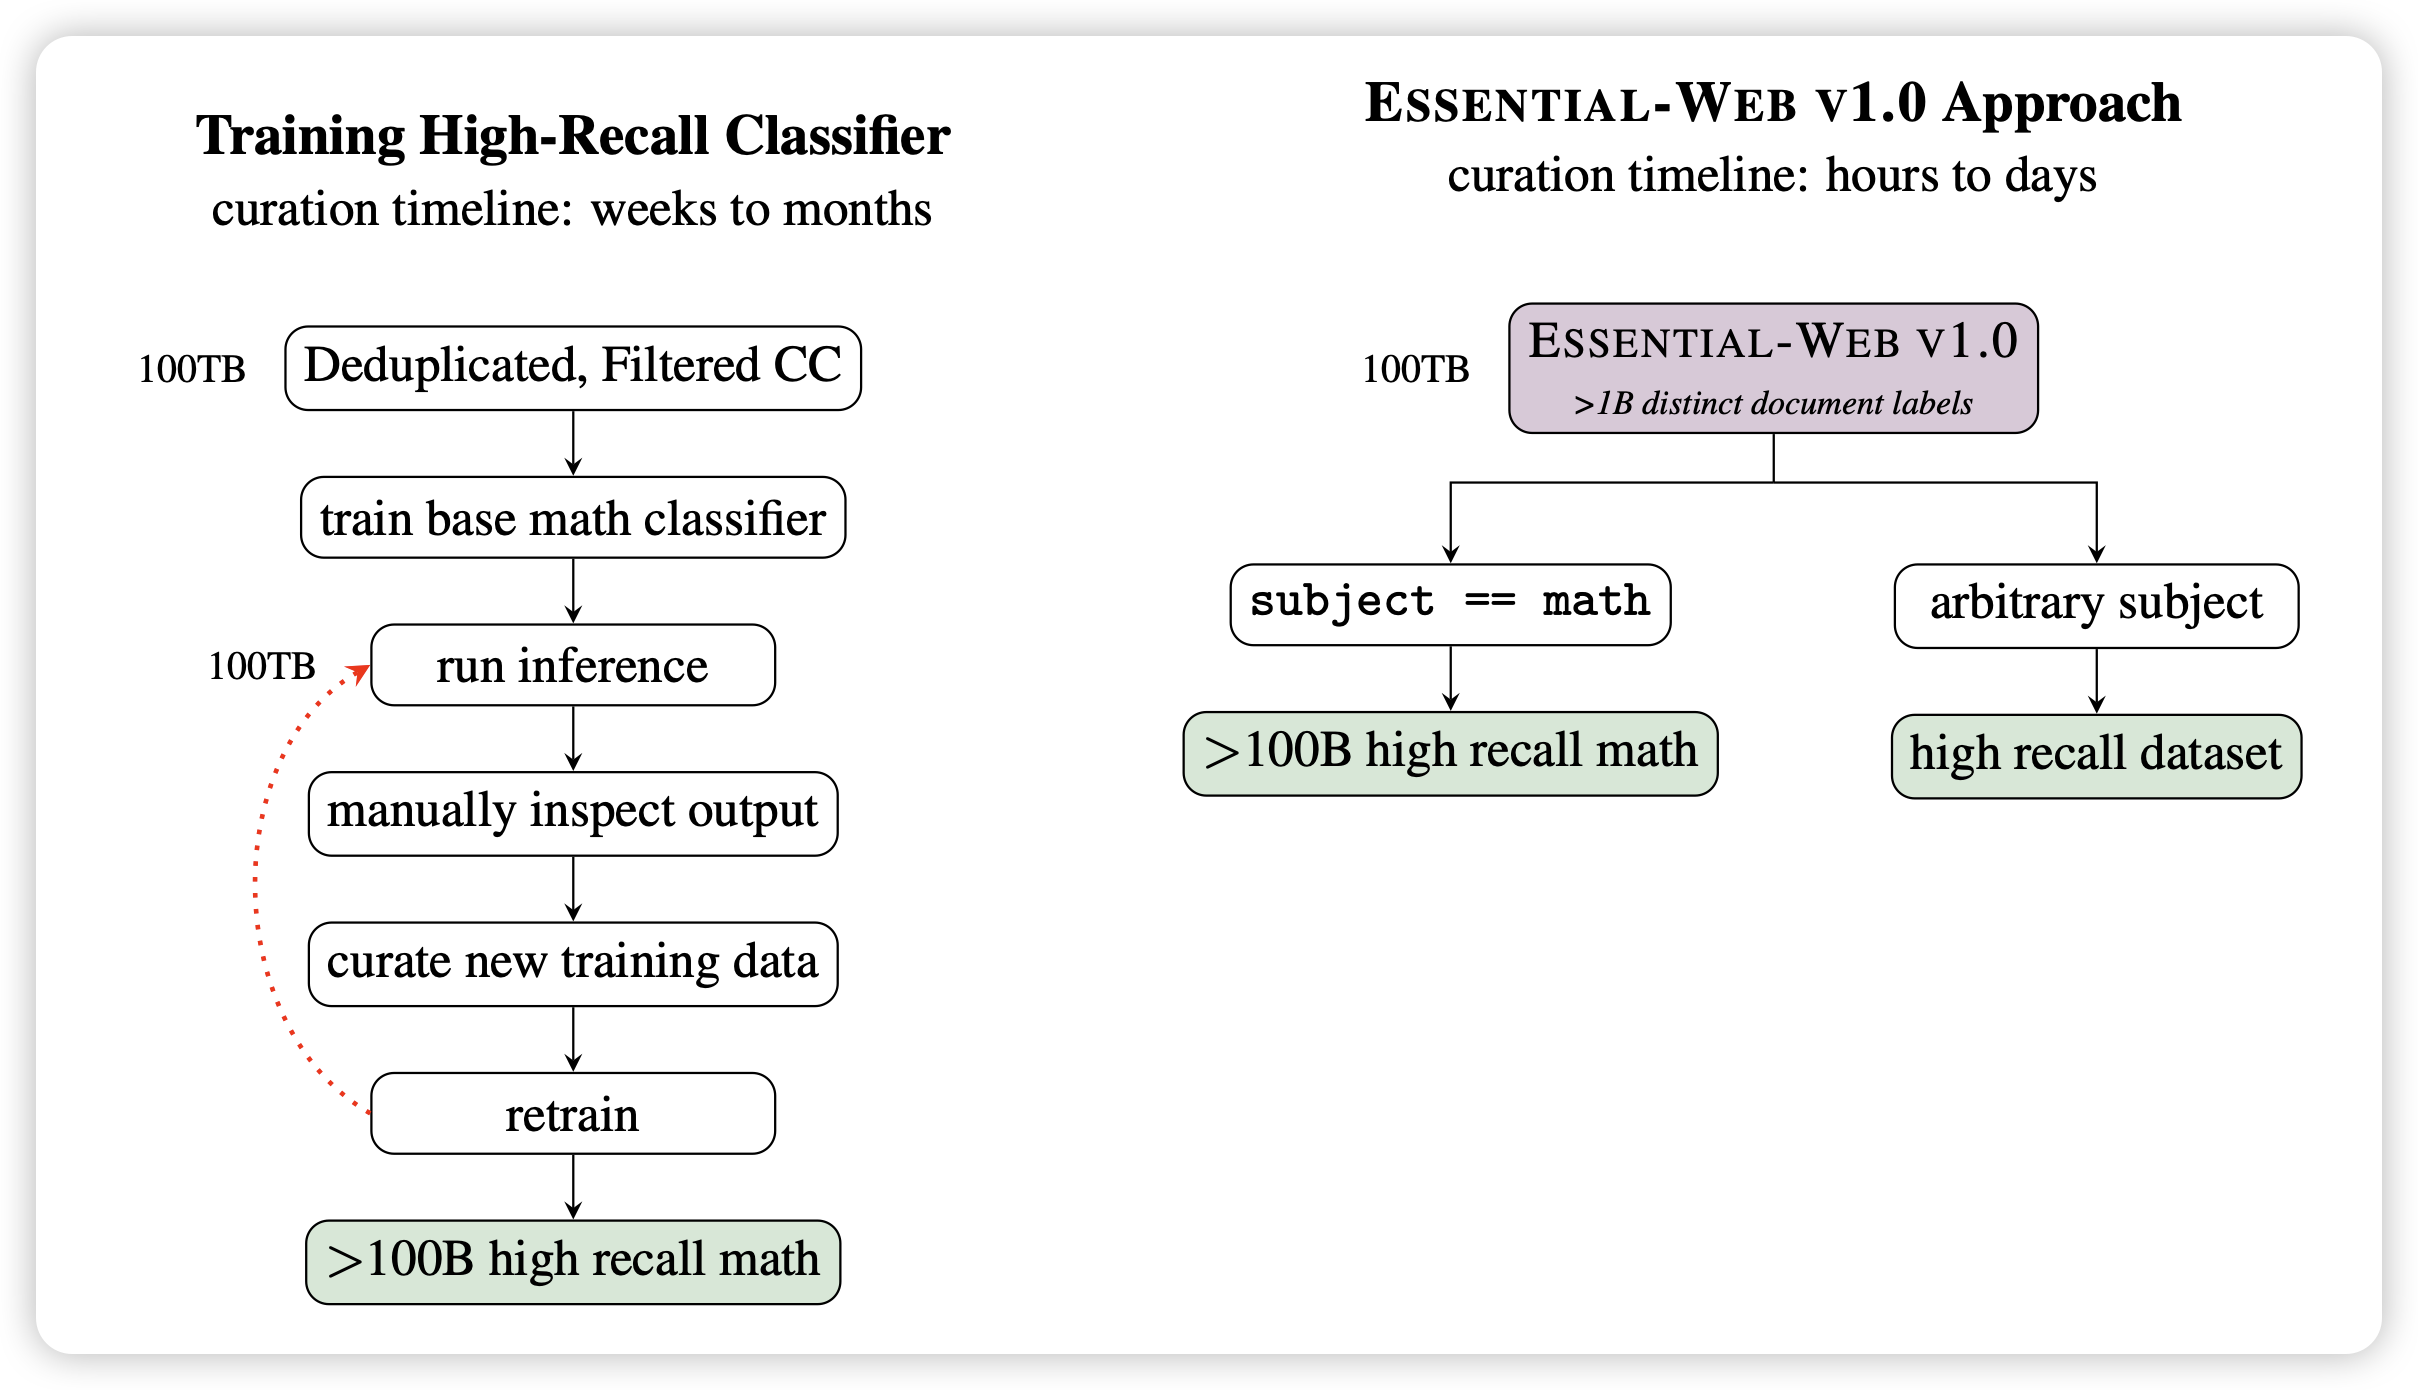 Training High-Recall Classifier
curation timeline: weeks to months
100TB
Deduplicated, Filtered CC
train base math classifier
100TB
run inference
manually inspect output
curate new training data
retrain
>100B high recall math
ESSENTIAL-WEB V1.0 Approach
curation timeline: hours to days
100TB
ESSENTIAL-WEB V1.0
>1B distinct document labels
subject == math
arbitrary subject
>100B high recall math
high recall dataset